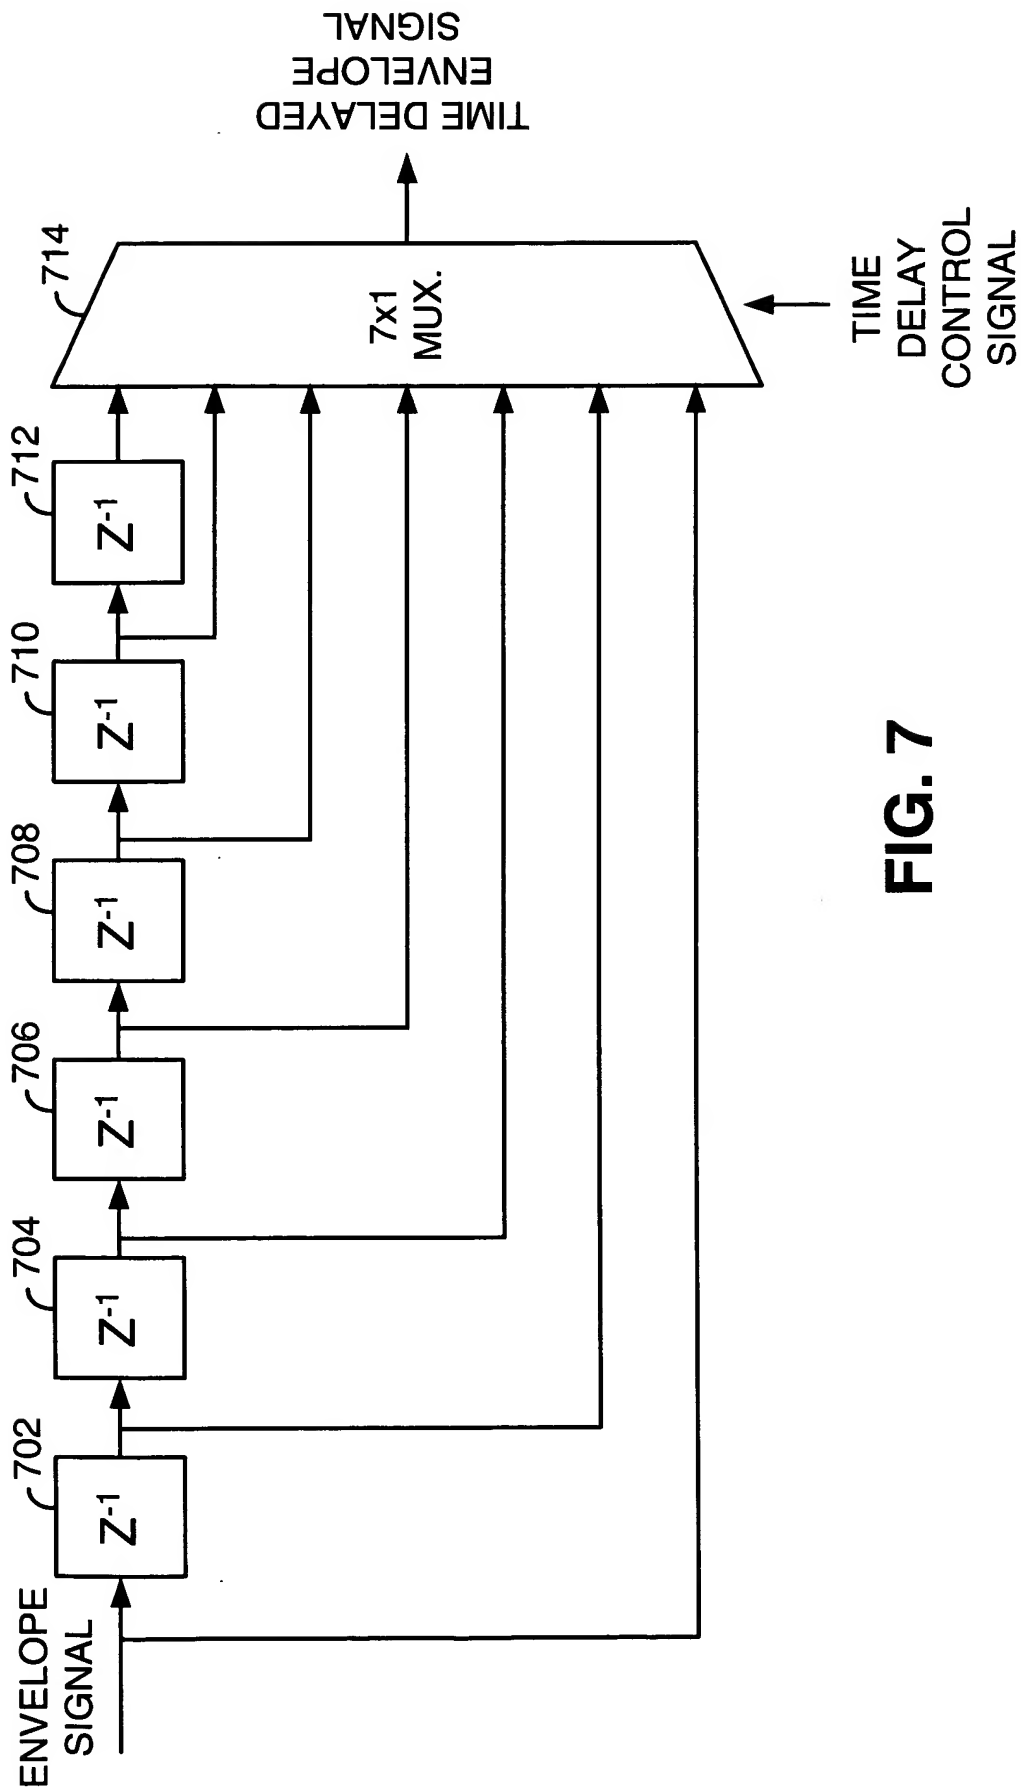 ENVELOPE
SIGNAL
702
704
706
708
710
712
714
Z-1
Z-1
Z-1
Z-1
Z-1
Z-1
7x1
MUX.
TIME DELAYED
ENVELOPE
SIGNAL
TIME
DELAY
CONTROL
SIGNAL
FIG. 7